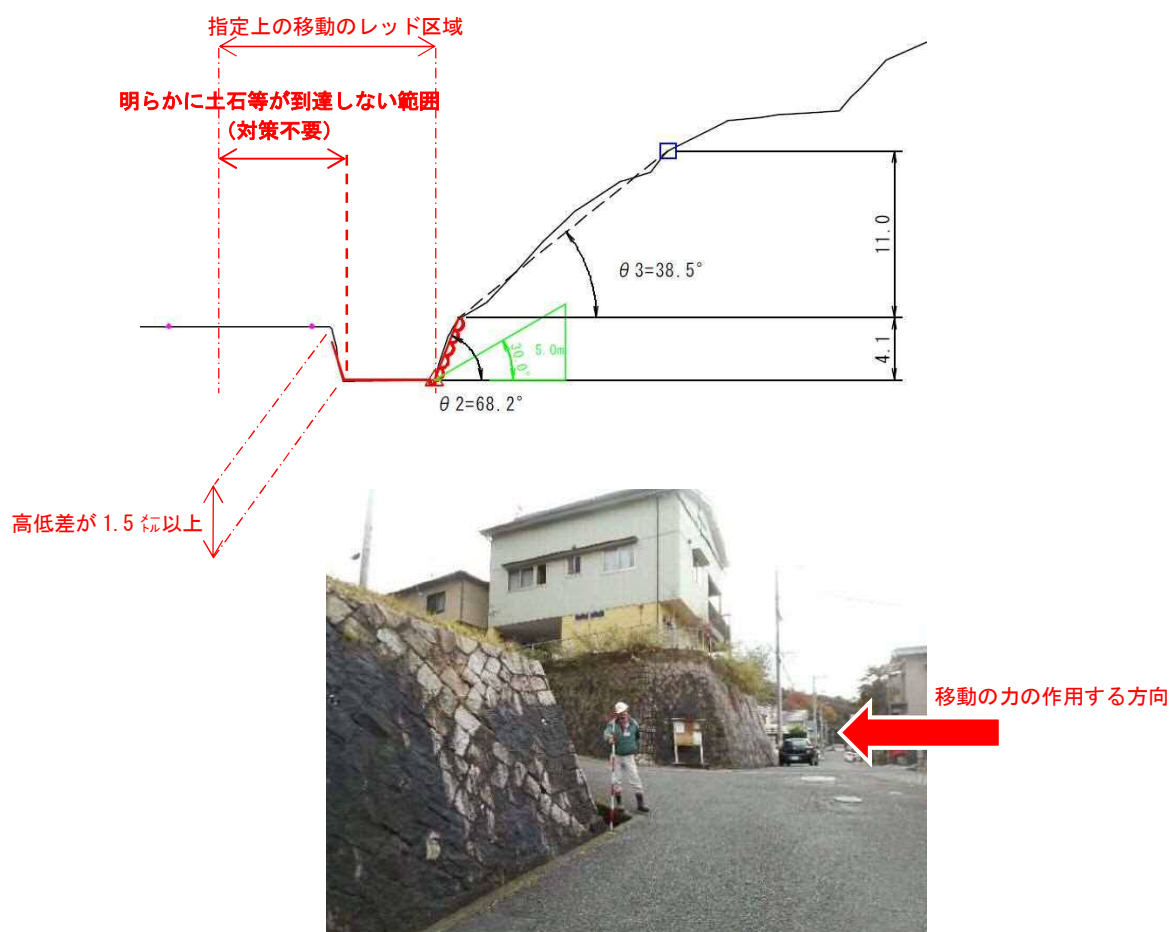 指定上の移動のレッド区域
明らかに土石等が到達しない範囲
(対策不要)
11.0
θ3=38.5°
30.0°
5.0m
4.1
θ2=68.2°
高低差が1.5㍍以上
移動の力の作用する方向